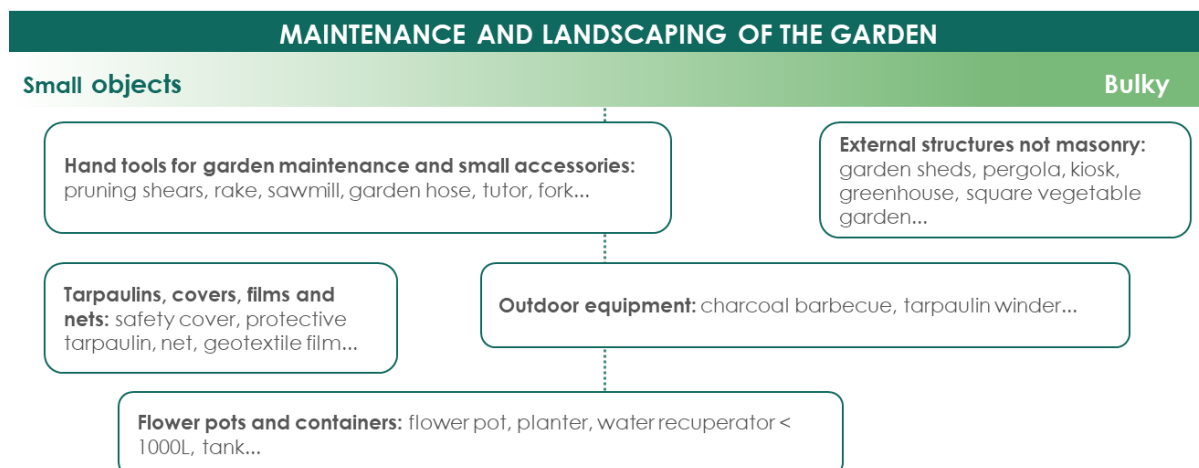 MAINTENANCE AND LANDSCAPING OF THE GARDEN
Small objects
Bulky
Hand tools for garden maintenance and small accessories:
pruning shears, rake, sawmill, garden hose, tutor, fork...
External structures not masonry:
garden sheds, pergola, kiosk,
greenhouse, square vegetable
garden...
Tarpaulins, covers, films and
nets: safety cover, protective
tarpaulin, net, geotextile film...
Outdoor equipment: charcoal barbecue, tarpaulin winder...
Flower pots and containers: flower pot, planter, water recuperator <
1000L, tank...